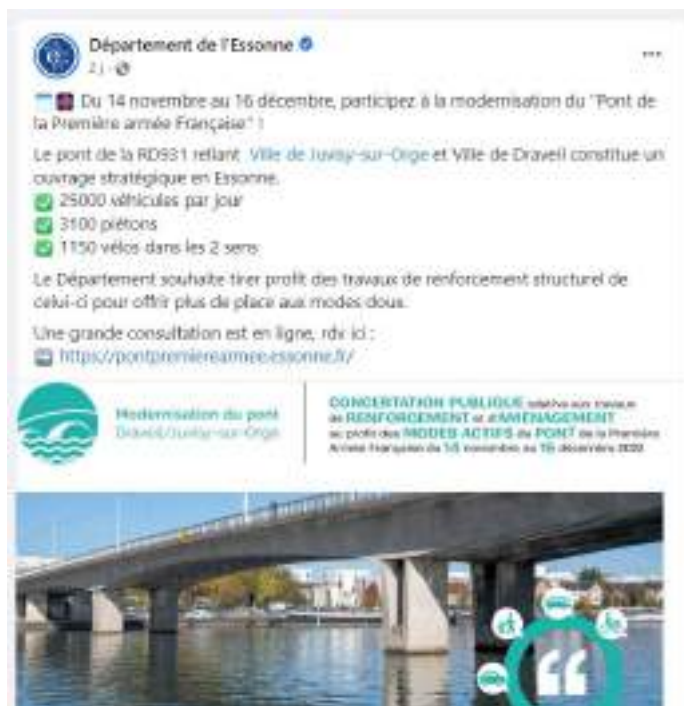 Département de l'Essonne
2 j
Du 14 novembre au 16 décembre, participez à la modernisation du "Pont de
la Première armée Française" !
Le pont de la RD931 reliant Ville de Juvisy-sur-Orge et Ville de Draveil constitue un
ouvrage stratégique en Essonne.
✅ 25000 véhicules par jour
✅ 3100 piétons
✅ 1150 vélos dans les 2 sens
Le Département souhaite tirer profit des travaux de renforcement structurel de
celui-ci pour offrir plus de place aux modes doux.
Une grande consultation est en ligne, rdv ici :
➡️ https://pontpremierearmee.essonne.fr/
Modernisation du pont
Draveil/Juvisy-sur-Orge
CONCERTATION PUBLIQUE relative aux travaux
de RENFORCEMENT et d'AMÉNAGEMENT
au profit des MODES ACTIFS du PONT de la Première
Armée Française du 14 novembre au 16 décembre 2022